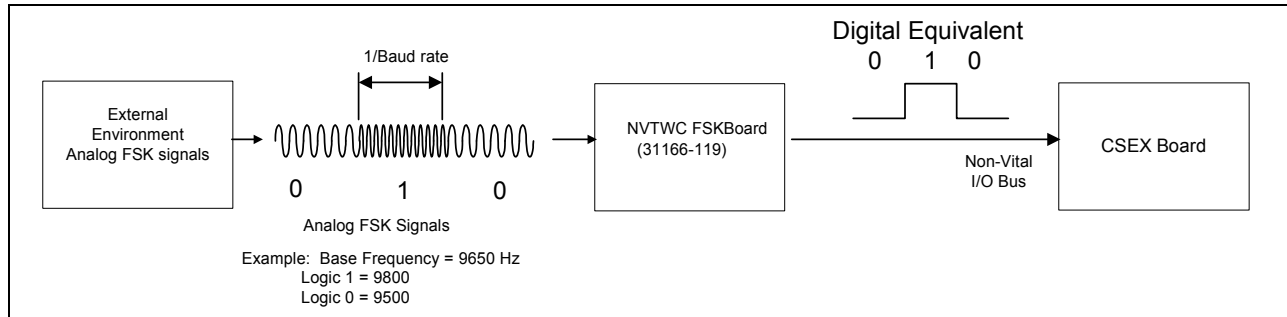 External
Environment
Analog FSK signals
1/Baud rate
0 1 0
Analog FSK Signals
Example: Base Frequency = 9650 Hz
Logic 1 = 9800
Logic 0 = 9500
NVTWC FSKBoard
(31166-119)
Digital Equivalent
0 1 0
Non-Vital
I/O Bus
CSEX Board